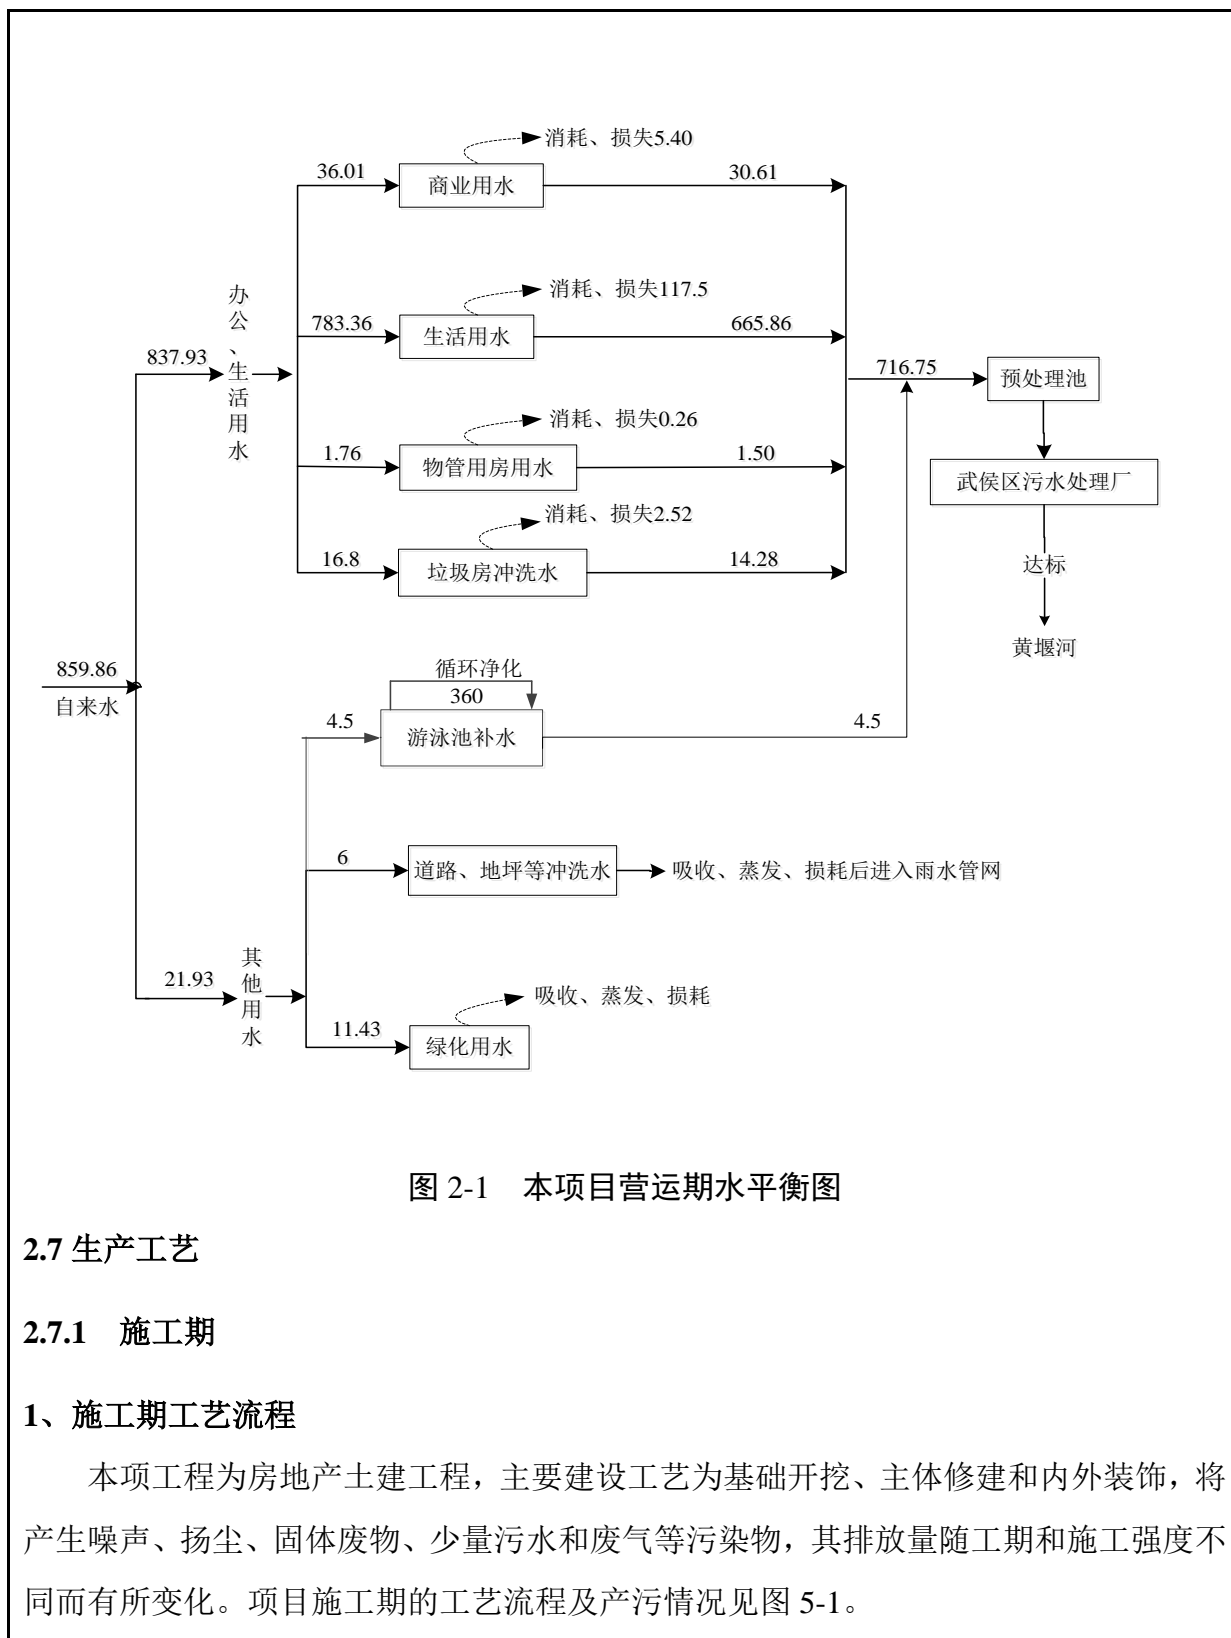 消耗、损失5.40
36.01
商业用水
30.61
消耗、损失117.5
783.36
生活用水
665.86
办公、生活用水
837.93
716.75
预处理池
消耗、损失0.26
1.76
物管用房用水
1.50
武侯区污水处理厂
消耗、损失2.52
16.8
垃圾房冲洗水
14.28
达标
黄堰河
859.86
自来水
循环净化
360
4.5
游泳池补水
4.5
6
道路、地坪等冲洗水
吸收、蒸发、损耗后进入雨水管网
21.93
其他用水
吸收、蒸发、损耗
11.43
绿化用水
图 2-1 本项目营运期水平衡图
2.7 生产工艺
2.7.1 施工期
1、施工期工艺流程
本项工程为房地产土建工程，主要建设工艺为基础开挖、主体修建和内外装饰，将
产生噪声、扬尘、固体废物、少量污水和废气等污染物，其排放量随工期和施工强度不
同而有所变化。项目施工期的工艺流程及产污情况见图 5-1。